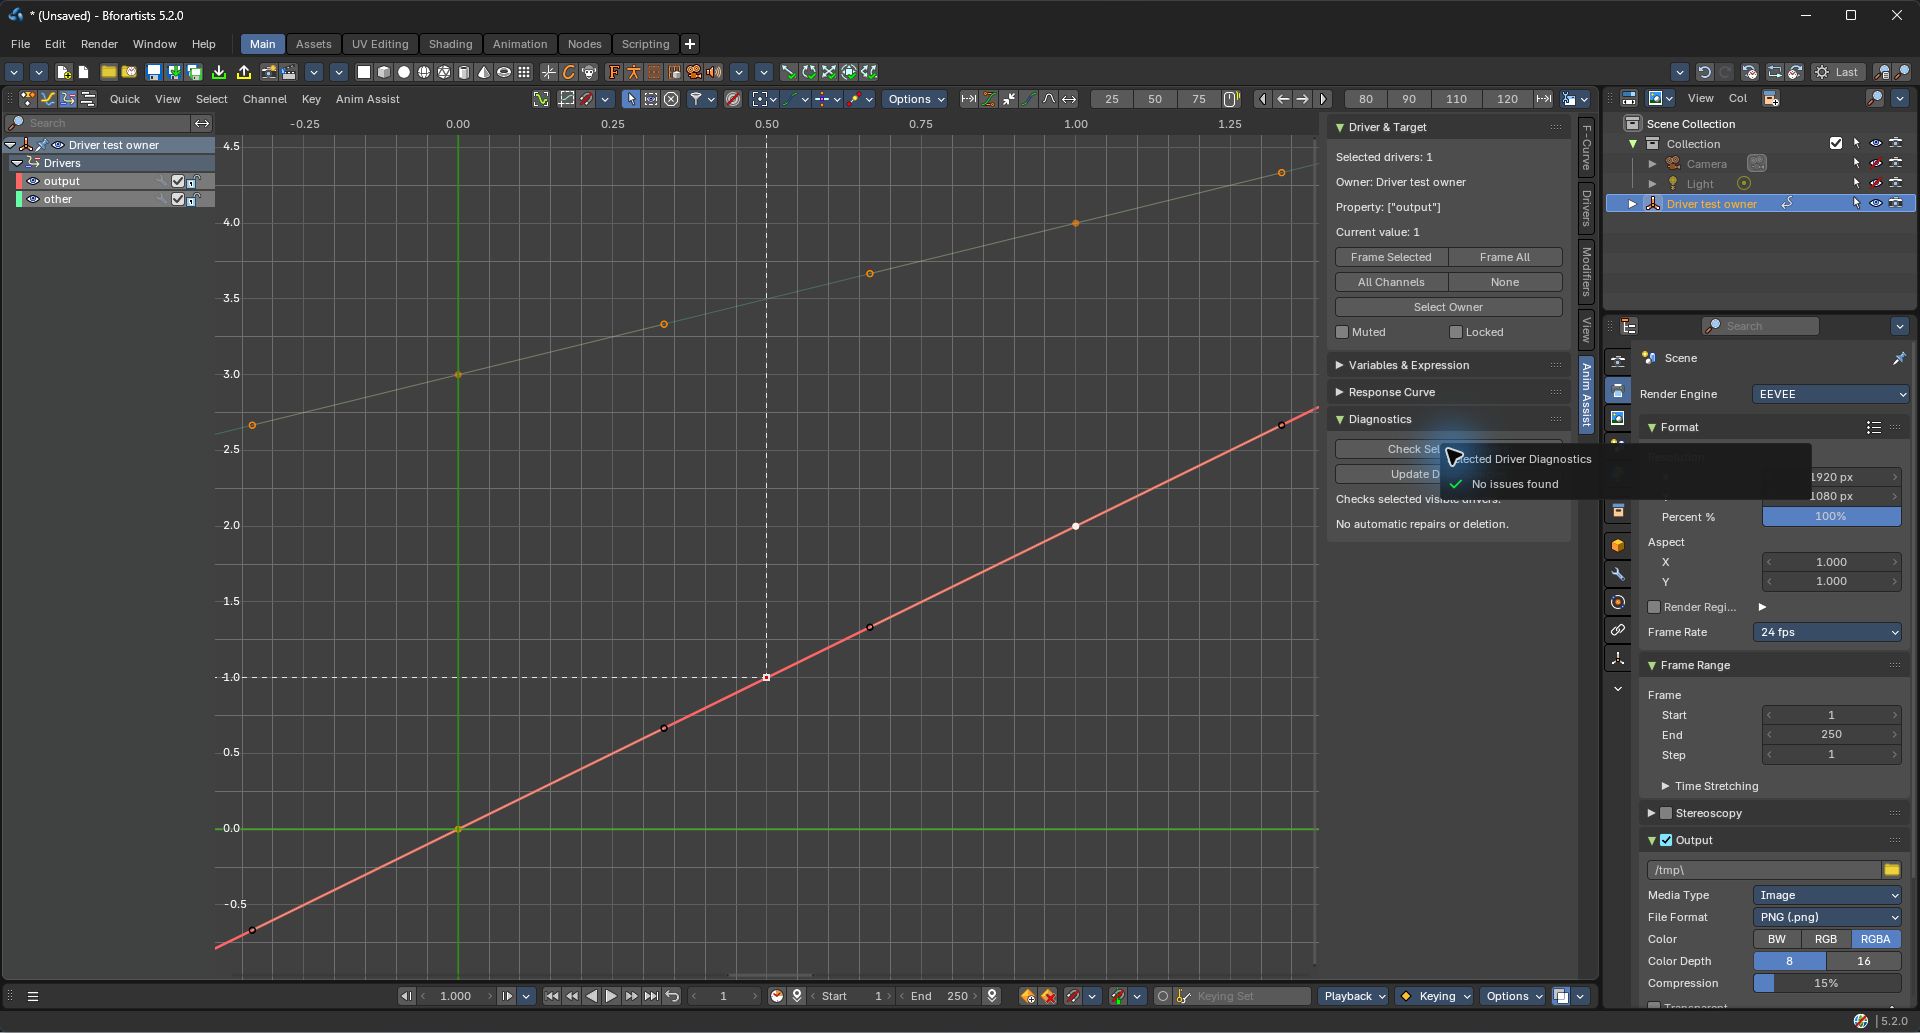 * (Unsaved) - Bforartists 5.2.0
File Edit Render Window Help Main Assets UV Editing Shading Animation Nodes Scripting
Last
Quick View Select Channel Key Anim Assist Options 25 50 75 80 90 110 120
Search
-0.25 0.00 0.25 0.50 0.75 1.00 1.25
Driver test owner
Drivers
output
other
4.5
4.0
3.5
3.0
2.5
2.0
1.5
1.0
0.5
0.0
-0.5
Driver & Target
Selected drivers: 1
Owner: Driver test owner
Property: ["output"]
Current value: 1
Frame Selected Frame All
All Channels None
Select Owner
Muted Locked
Variables & Expression
Response Curve
Diagnostics
Check Sel
Update D
Checks selected visible drivers.
No automatic repairs or deletion.
Driver Diagnostics
No issues found
F-Curve
Drivers
Modifiers
View
Anim Assist
View Col
Scene Collection
Collection
Camera
Light
Driver test owner
Search
Scene
Render Engine EEVEE
Format
Resolution
1920 px
1080 px
Percent % 100%
Aspect
X 1.000
Y 1.000
Render Regi...
Frame Rate 24 fps
Frame Range
Frame
Start 1
End 250
Step 1
Time Stretching
Stereoscopy
Output
/tmp\
Media Type Image
File Format PNG (.png)
Color BW RGB RGBA
Color Depth 8 16
Compression 15%
Transparent
1.000 1 Start 1 End 250 Keying Set Playback Keying Options
5.2.0